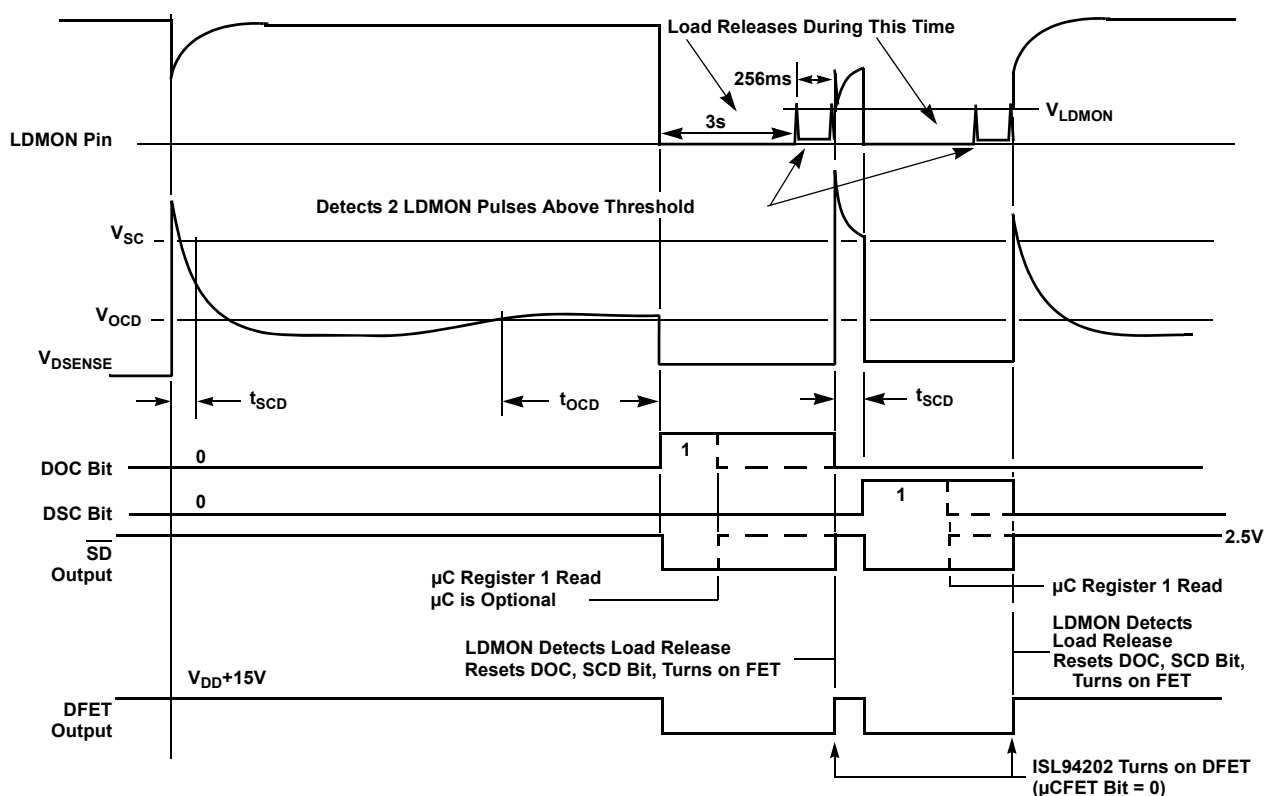 Load Releases During This Time
256ms
V_LDMON
3s
LDMON Pin
Detects 2 LDMON Pulses Above Threshold
V_SC
V_OCD
V_DSENSE
t_SCD
t_OCD
t_SCD
1
0
DOC Bit
0
1
DSC Bit
2.5V
SD
Output
µC Register 1 Read
µC is Optional
µC Register 1 Read
LDMON Detects Load Release
Resets DOC, SCD Bit, Turns on FET
LDMON Detects
Load Release
Resets DOC, SCD Bit,
Turns on FET
V_DD+15V
DFET
Output
ISL94202 Turns on DFET
(µCFET Bit = 0)